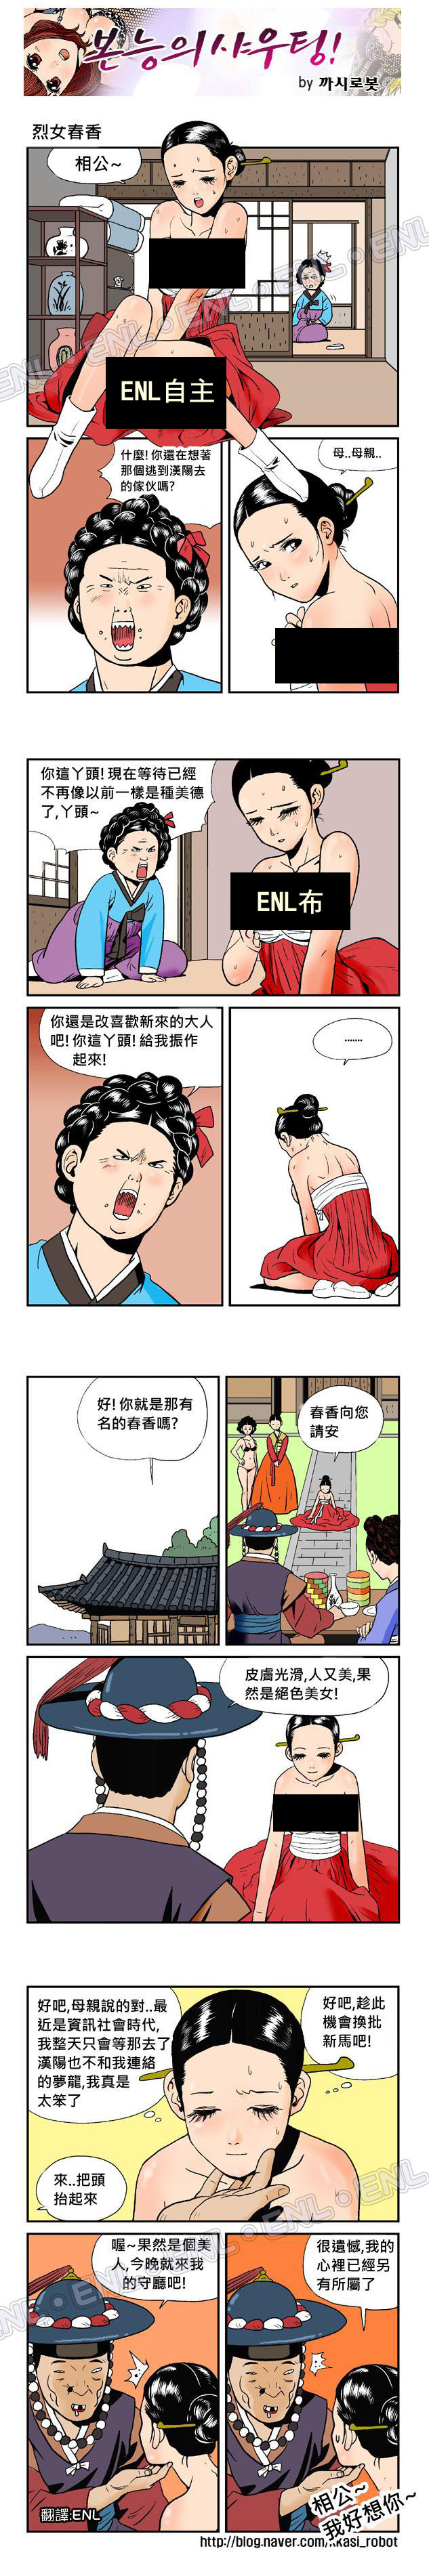 본능의샤우팅!
by 까시로봇
烈女春香
相公~
ENL自主
什麼! 你還在想著
那個逃到漢陽去
的傢伙嗎?
母..母親..
你這丫頭! 現在等待已經
不再像以前一樣是種美德
了,丫頭~
ENL布
你還是改喜歡新來的大人
吧! 你這丫頭! 給我振作
起來!
.......
好! 你就是那有
名的春香嗎?
春香向您
請安
皮膚光滑,人又美,果
然是絕色美女!
好吧,母親說的對..最
近是資訊社會時代,
我整天只會等那去了
漢陽也不和我連絡
的夢龍,我真是
太笨了
好吧,趁此
機會換批
新馬吧!
來..把頭
抬起來
喔~果然是個美
人,今晚就來我
的守廳吧!
很遺憾,我的
心裡已經另
有所屬了
相公~
我好想你~
翻譯:ENL
http://blog.naver.com/kkasi_robot
ENL